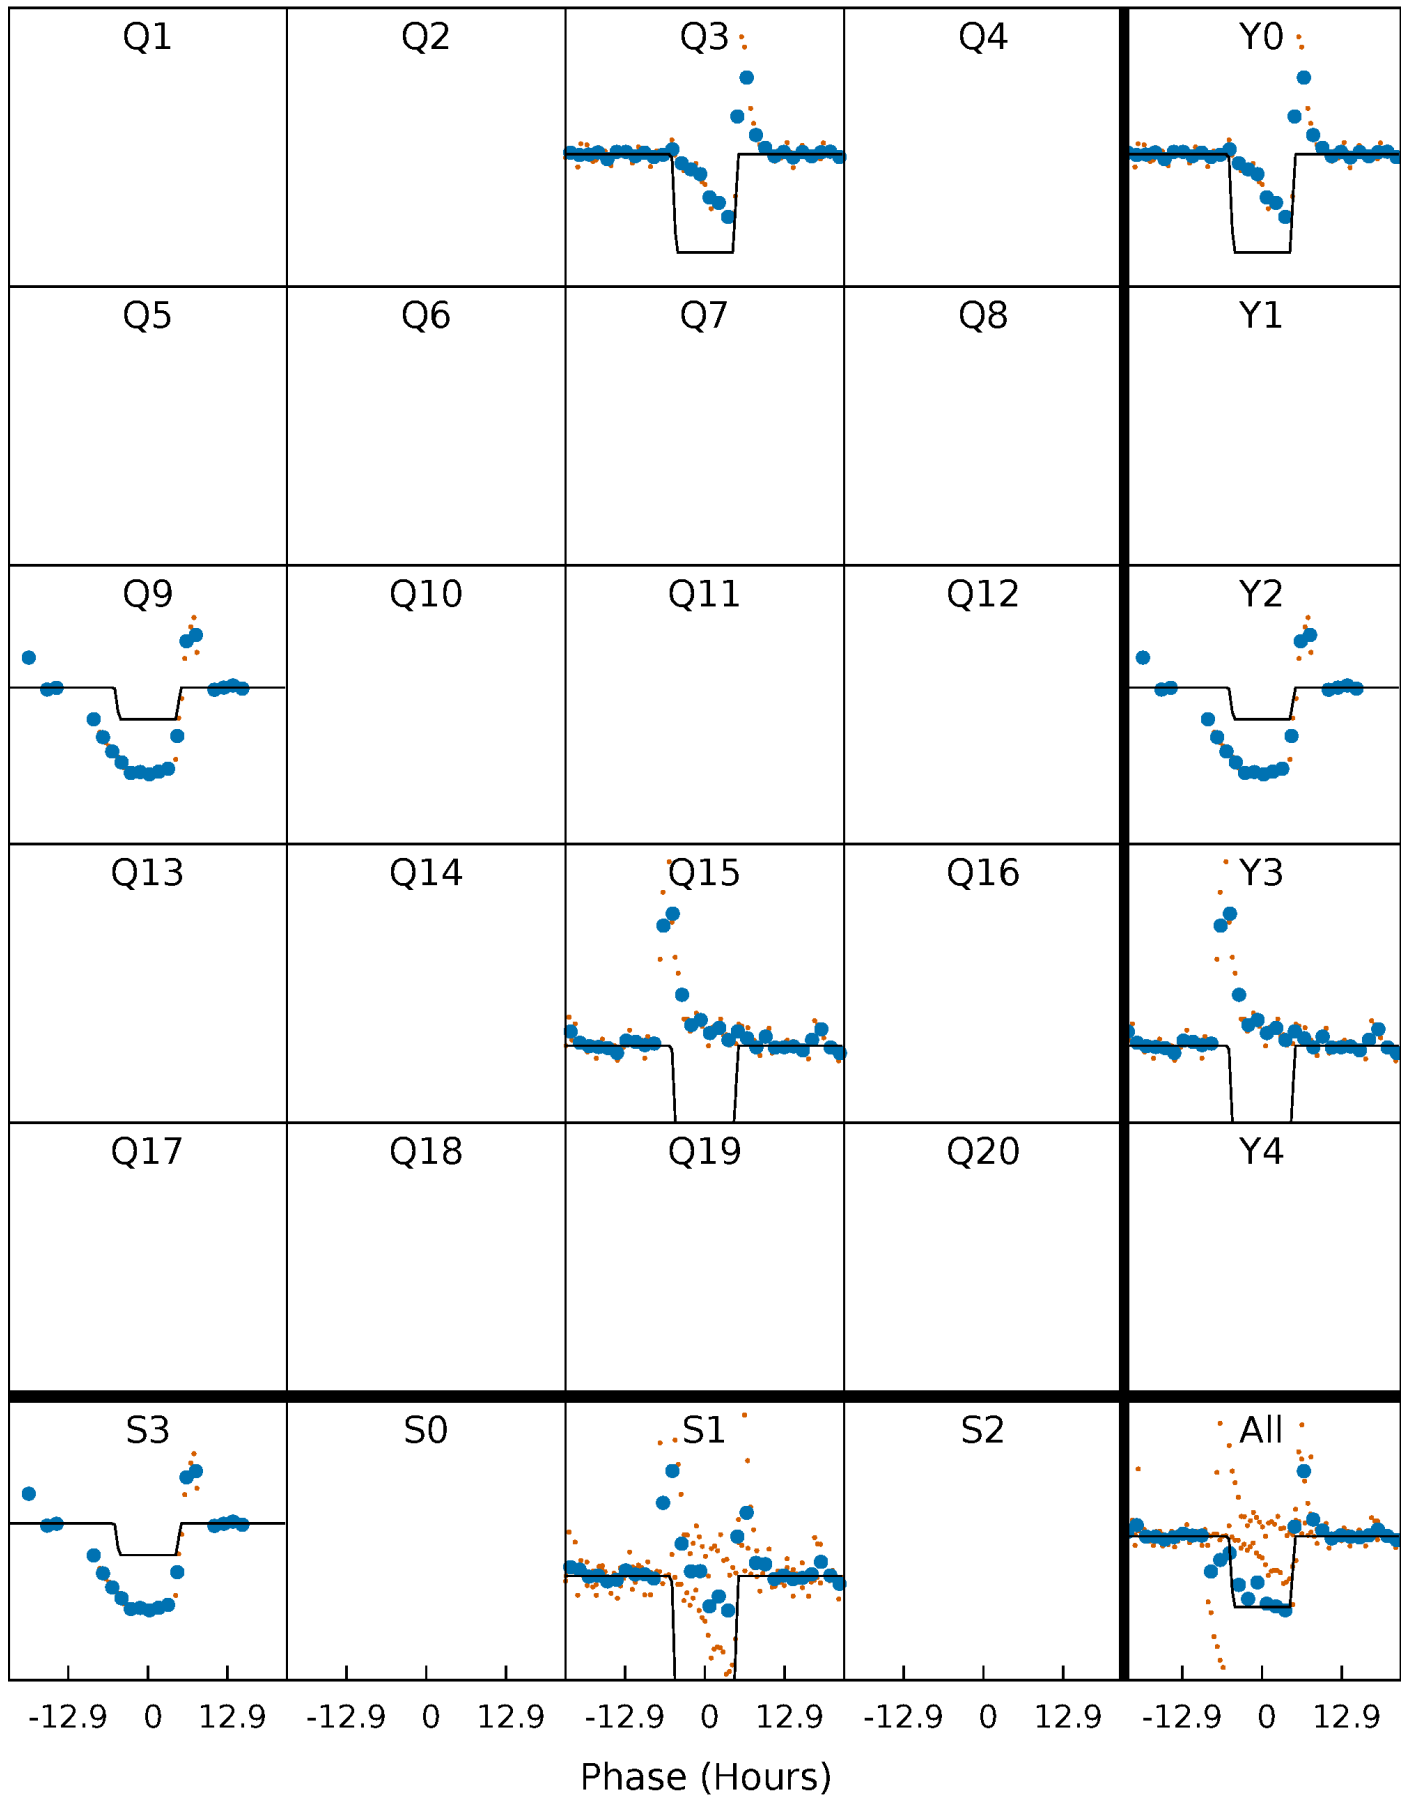 Q1 Q2 Q3 Q4 Y0
Q5 Q6 Q7 Q8 Y1
Q9 Q10 Q11 Q12 Y2
Q13 Q14 Q15 Q16 Y3
Q17 Q18 Q19 Q20 Y4
S3 S0 S1 S2 All
-12.9 0 12.9 -12.9 0 12.9 -12.9 0 12.9 -12.9 0 12.9 -12.9 0 12.9
Phase (Hours)